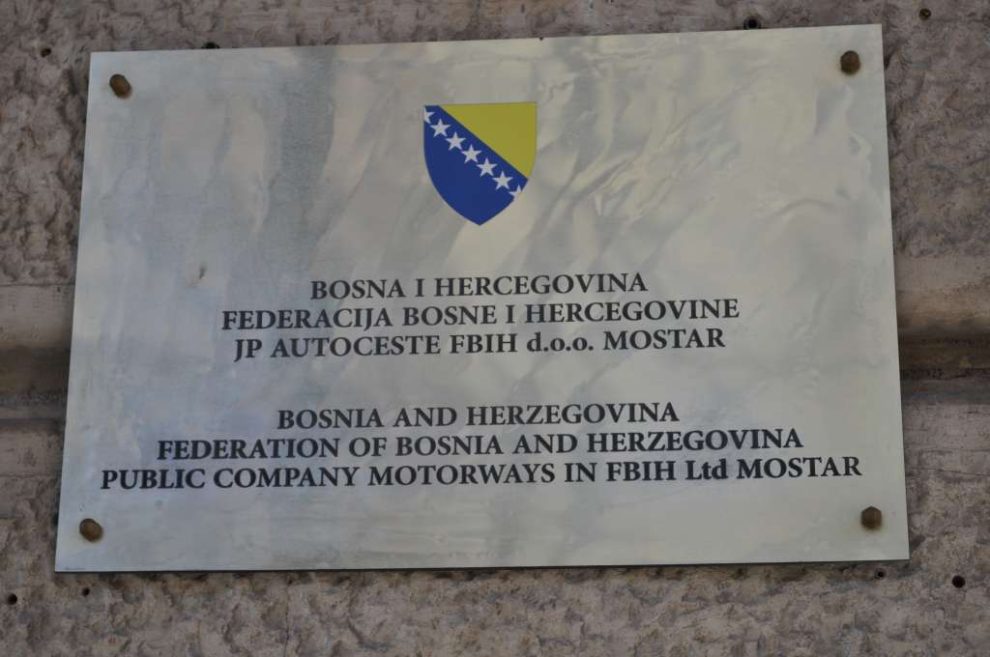 BOSNA I HERCEGOVINA
FEDERACIJA BOSNE I HERCEGOVINE
JP AUTOCESTE FBIH d.o.o. MOSTAR
BOSNIA AND HERZEGOVINA
FEDERATION OF BOSNIA AND HERZEGOVINA
PUBLIC COMPANY MOTORWAYS IN FBIH Ltd MOSTAR